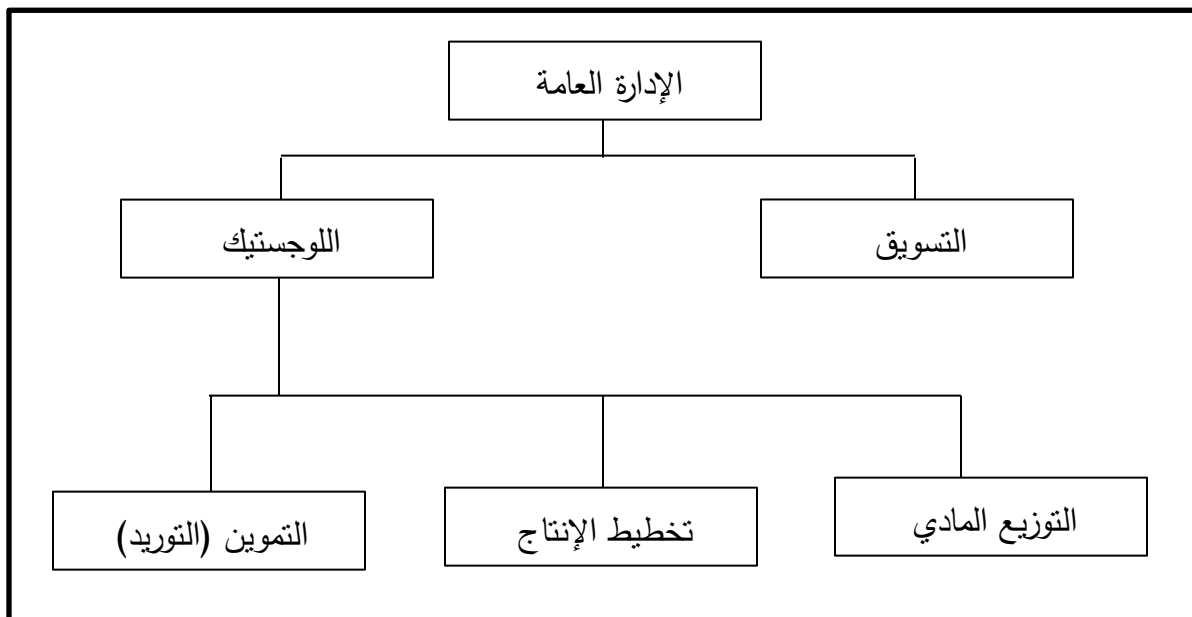 الإدارة العامة
التسويق
اللوجستيك
التوزيع المادي
تخطيط الإنتاج
التموين (التوريد)